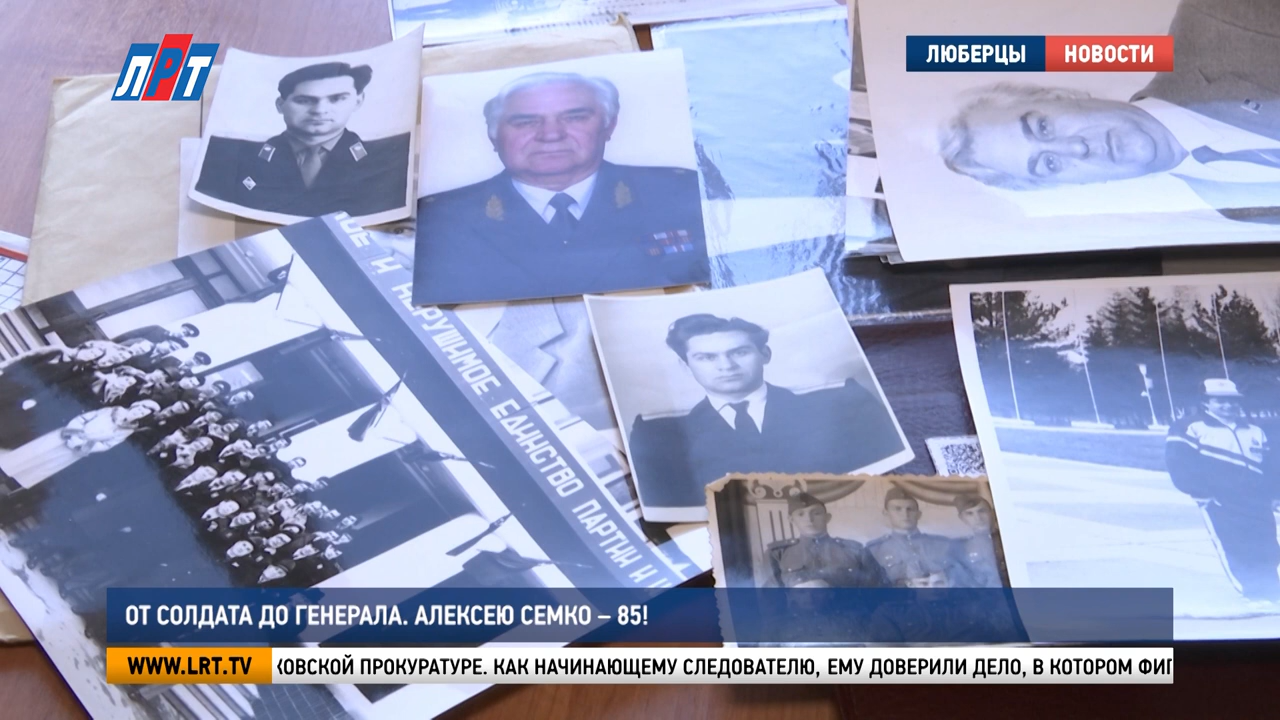 ЛРТ
ЛЮБЕРЦЫ НОВОСТИ
НЕРУШИМОЕ ЕДИНСТВО ПАРТИИ И
ОТ СОЛДАТА ДО ГЕНЕРАЛА. АЛЕКСЕЮ СЕМКО – 85!
WWW.LRT.TV КОВСКОЙ ПРОКУРАТУРЕ. КАК НАЧИНАЮЩЕМУ СЛЕДОВАТЕЛЮ, ЕМУ ДОВЕРИЛИ ДЕЛО, В КОТОРОМ ФИГ